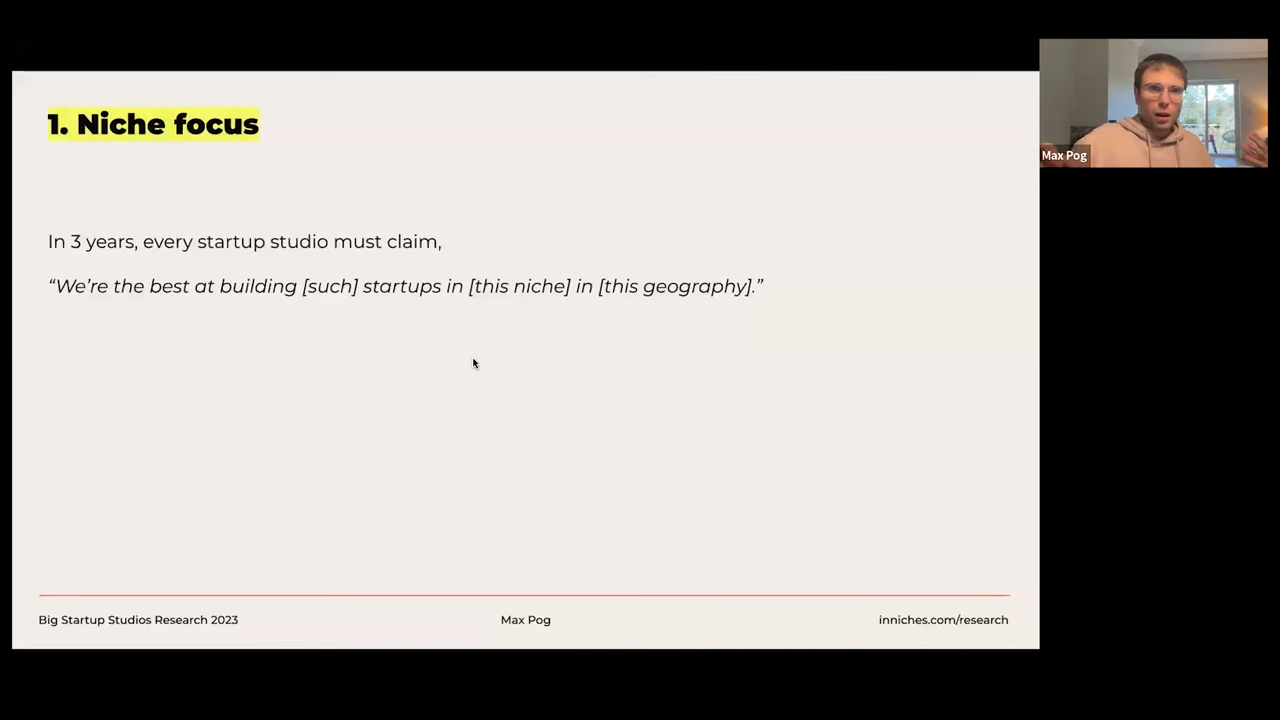 1. Niche focus
Max Pog
In 3 years, every startup studio must claim,
“We’re the best at building [such] startups in [this niche] in [this geography].”
Big Startup Studios Research 2023
Max Pog
inniches.com/research